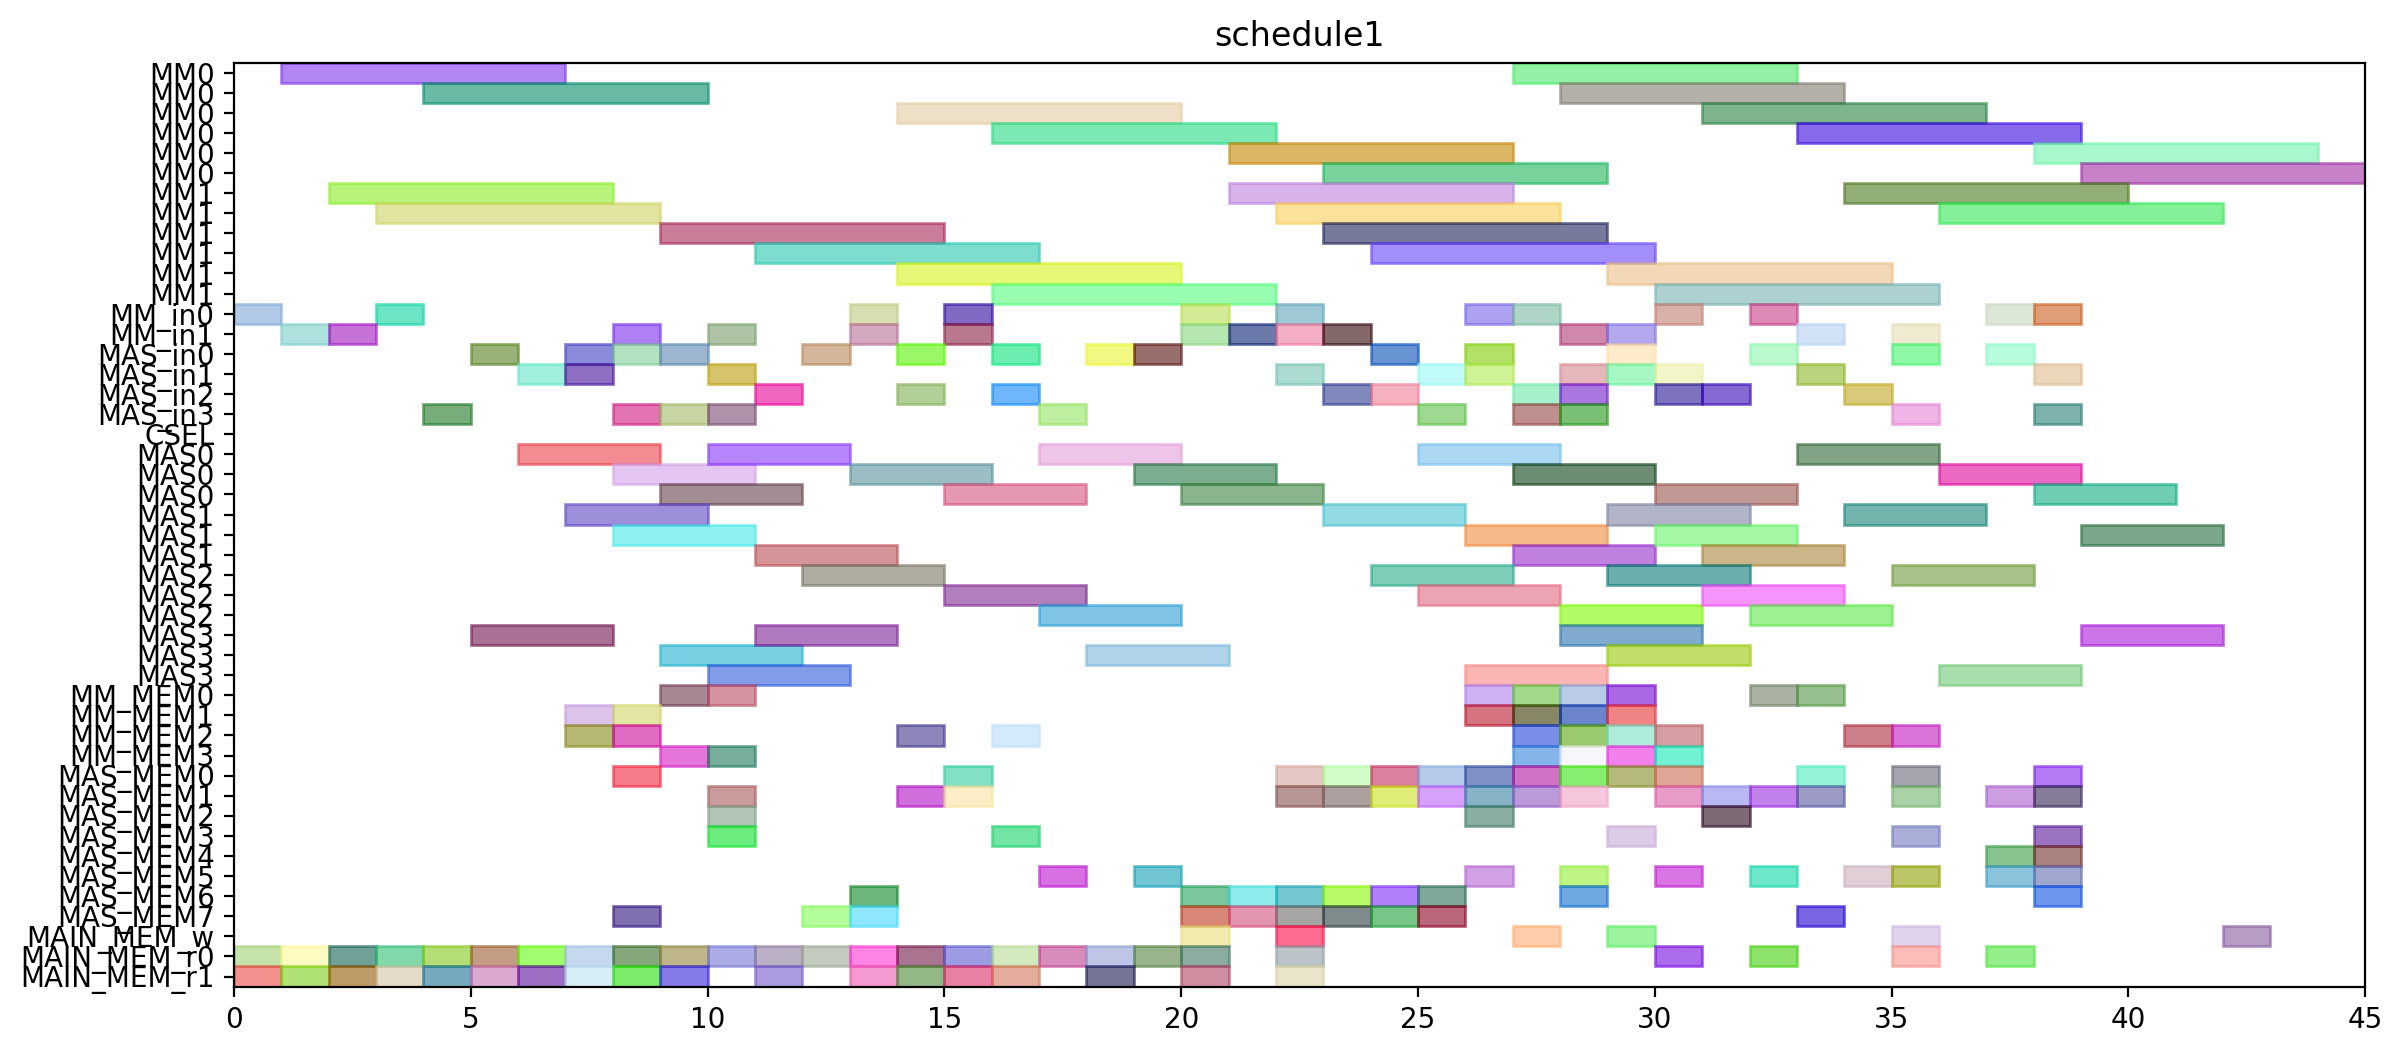 schedule1
MM0
MM0
MM0
MM0
MM0
MM0
MM1
MM1
MM1
MM1
MM1
MM1
MM_in0
MM_in1
MAS_in0
MAS_in1
MAS_in2
MAS_in3
CSEL
MAS0
MAS0
MAS0
MAS1
MAS1
MAS1
MAS2
MAS2
MAS2
MAS3
MAS3
MAS3
MM_MEM0
MM_MEM1
MM_MEM2
MM_MEM3
MAS_MEM0
MAS_MEM1
MAS_MEM2
MAS_MEM3
MAS_MEM4
MAS_MEM5
MAS_MEM6
MAS_MEM7
MAIN_MEM_w
MAIN_MEM_r0
MAIN_MEM_r1
0 5 10 15 20 25 30 35 40 45